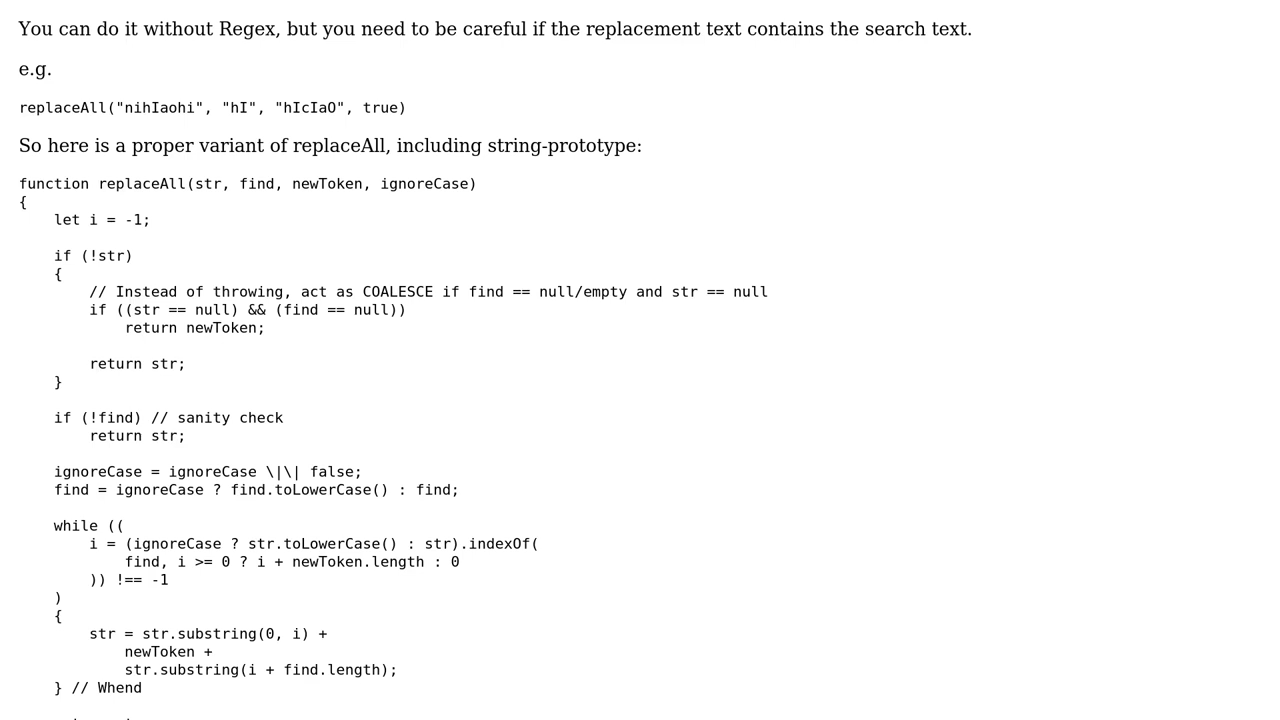 You can do it without Regex, but you need to be careful if the replacement text contains the search text.
e.g.
replaceAll("nihIaohi", "hI", "hIcIaO", true)
So here is a proper variant of replaceAll, including string-prototype:
function replaceAll(str, find, newToken, ignoreCase)
{
    let i = -1;
    if (!str)
    {
        // Instead of throwing, act as COALESCE if find == null/empty and str == null
        if ((str == null) && (find == null))
            return newToken;
        return str;
    }
    if (!find) // sanity check
        return str;
    ignoreCase = ignoreCase \|\| false;
    find = ignoreCase ? find.toLowerCase() : find;
    while ((
        i = (ignoreCase ? str.toLowerCase() : str).indexOf(
            find, i >= 0 ? i + newToken.length : 0
        )) !== -1
    )
    {
        str = str.substring(0, i) +
            newToken +
            str.substring(i + find.length);
    } // Whend